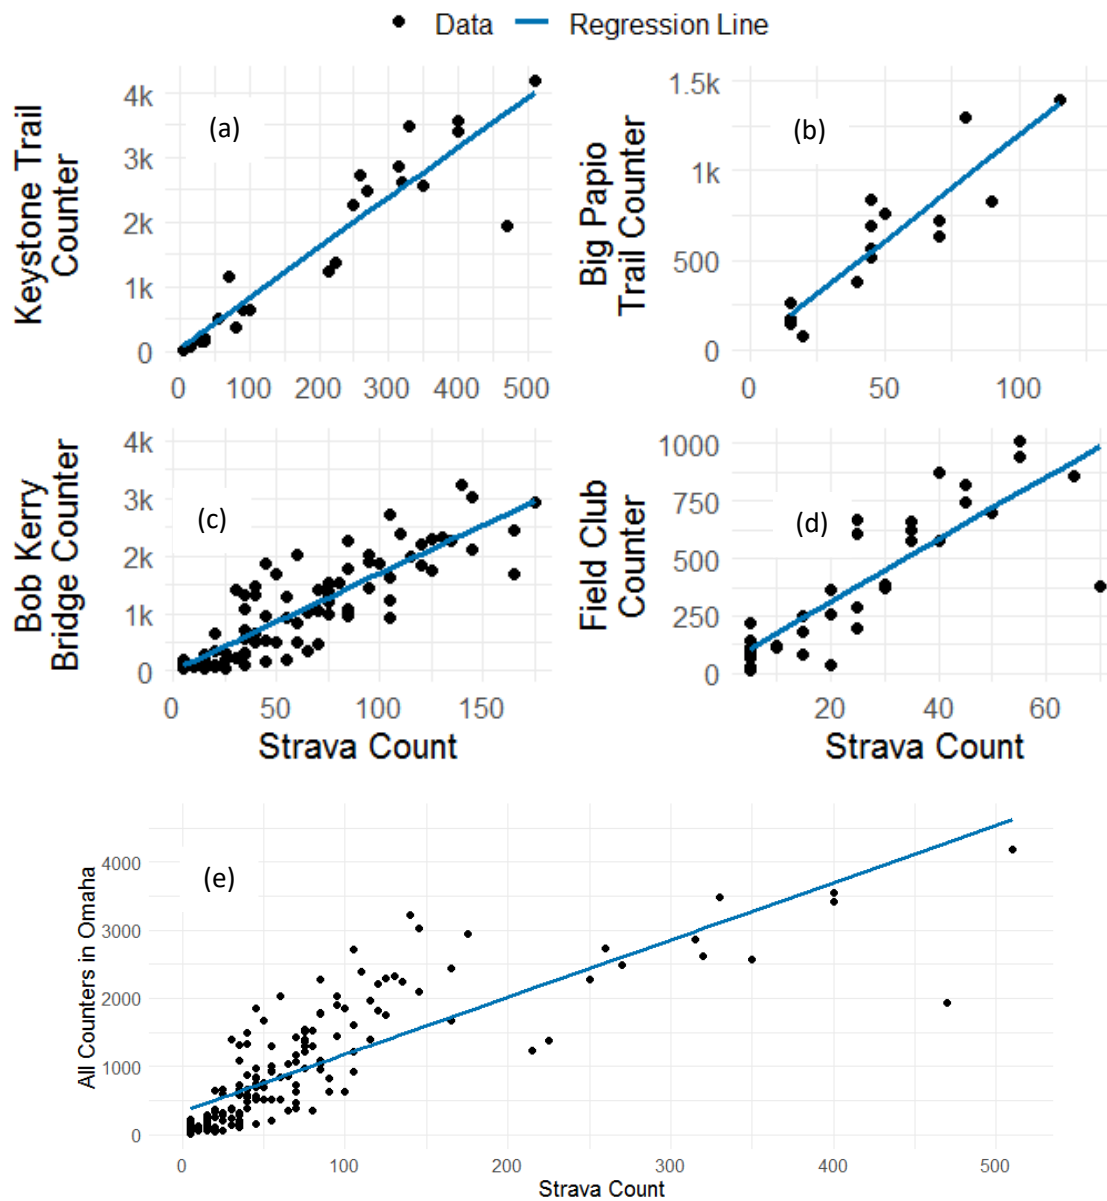 Data Regression Line
Keystone Trail
Counter
(a)
4k
3k
2k
1k
0
0 100 200 300 400 500
Big Papio
Trail Counter
(b)
1.5k
1k
500
0
0 50 100
Bob Kerry
Bridge Counter
(c)
4k
3k
2k
1k
0
0 50 100 150
Strava Count
Field Club
Counter
(d)
1000
750
500
250
0
20 40 60
Strava Count
All Counters in Omaha
(e)
4000
3000
2000
1000
0
0 100 200 300 400 500
Strava Count